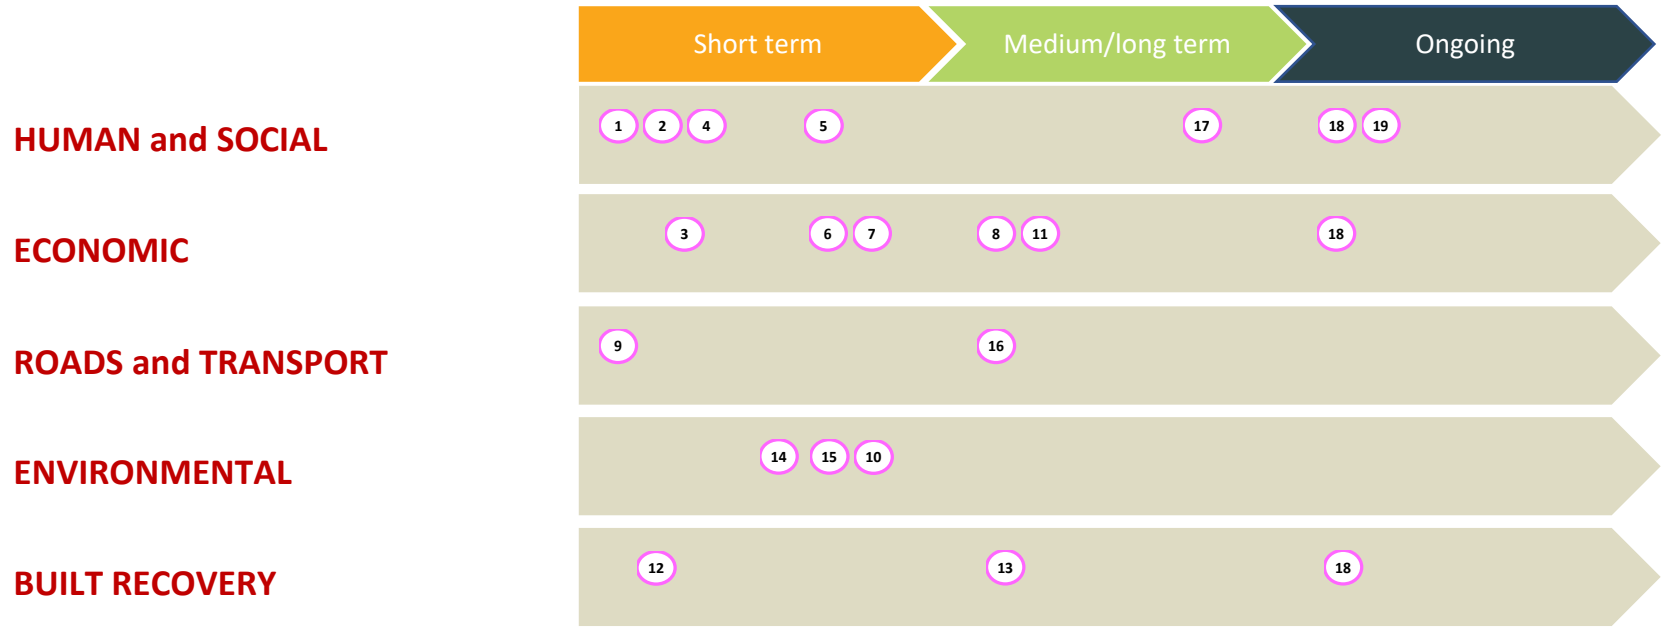 Short term Medium/long term Ongoing
HUMAN and SOCIAL 1 2 4 5 17 18 19
ECONOMIC 3 6 7 8 11 18
ROADS and TRANSPORT 9 16
ENVIRONMENTAL 14 15 10
BUILT RECOVERY 12 13 18